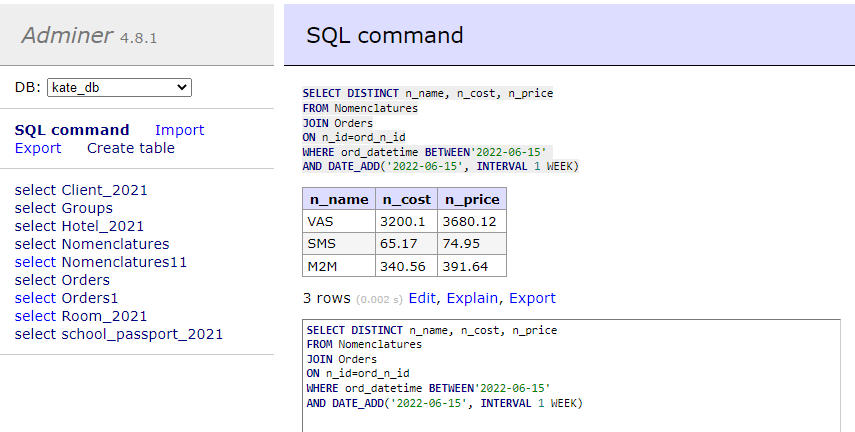 Adminer 4.8.1
DB: kate_db
SQL command Import
Export Create table
select Client_2021
select Groups
select Hotel_2021
select Nomenclatures
select Nomenclatures11
select Orders
select Orders1
select Room_2021
select school_passport_2021
SQL command
SELECT DISTINCT n_name, n_cost, n_price
FROM Nomenclatures
JOIN Orders
ON n_id=ord_n_id
WHERE ord_datetime BETWEEN'2022-06-15'
AND DATE_ADD('2022-06-15', INTERVAL 1 WEEK)
n_name n_cost n_price
VAS 3200.1 3680.12
SMS 65.17 74.95
M2M 340.56 391.64
3 rows (0.002 s) Edit, Explain, Export
SELECT DISTINCT n_name, n_cost, n_price
FROM Nomenclatures
JOIN Orders
ON n_id=ord_n_id
WHERE ord_datetime BETWEEN'2022-06-15'
AND DATE_ADD('2022-06-15', INTERVAL 1 WEEK)